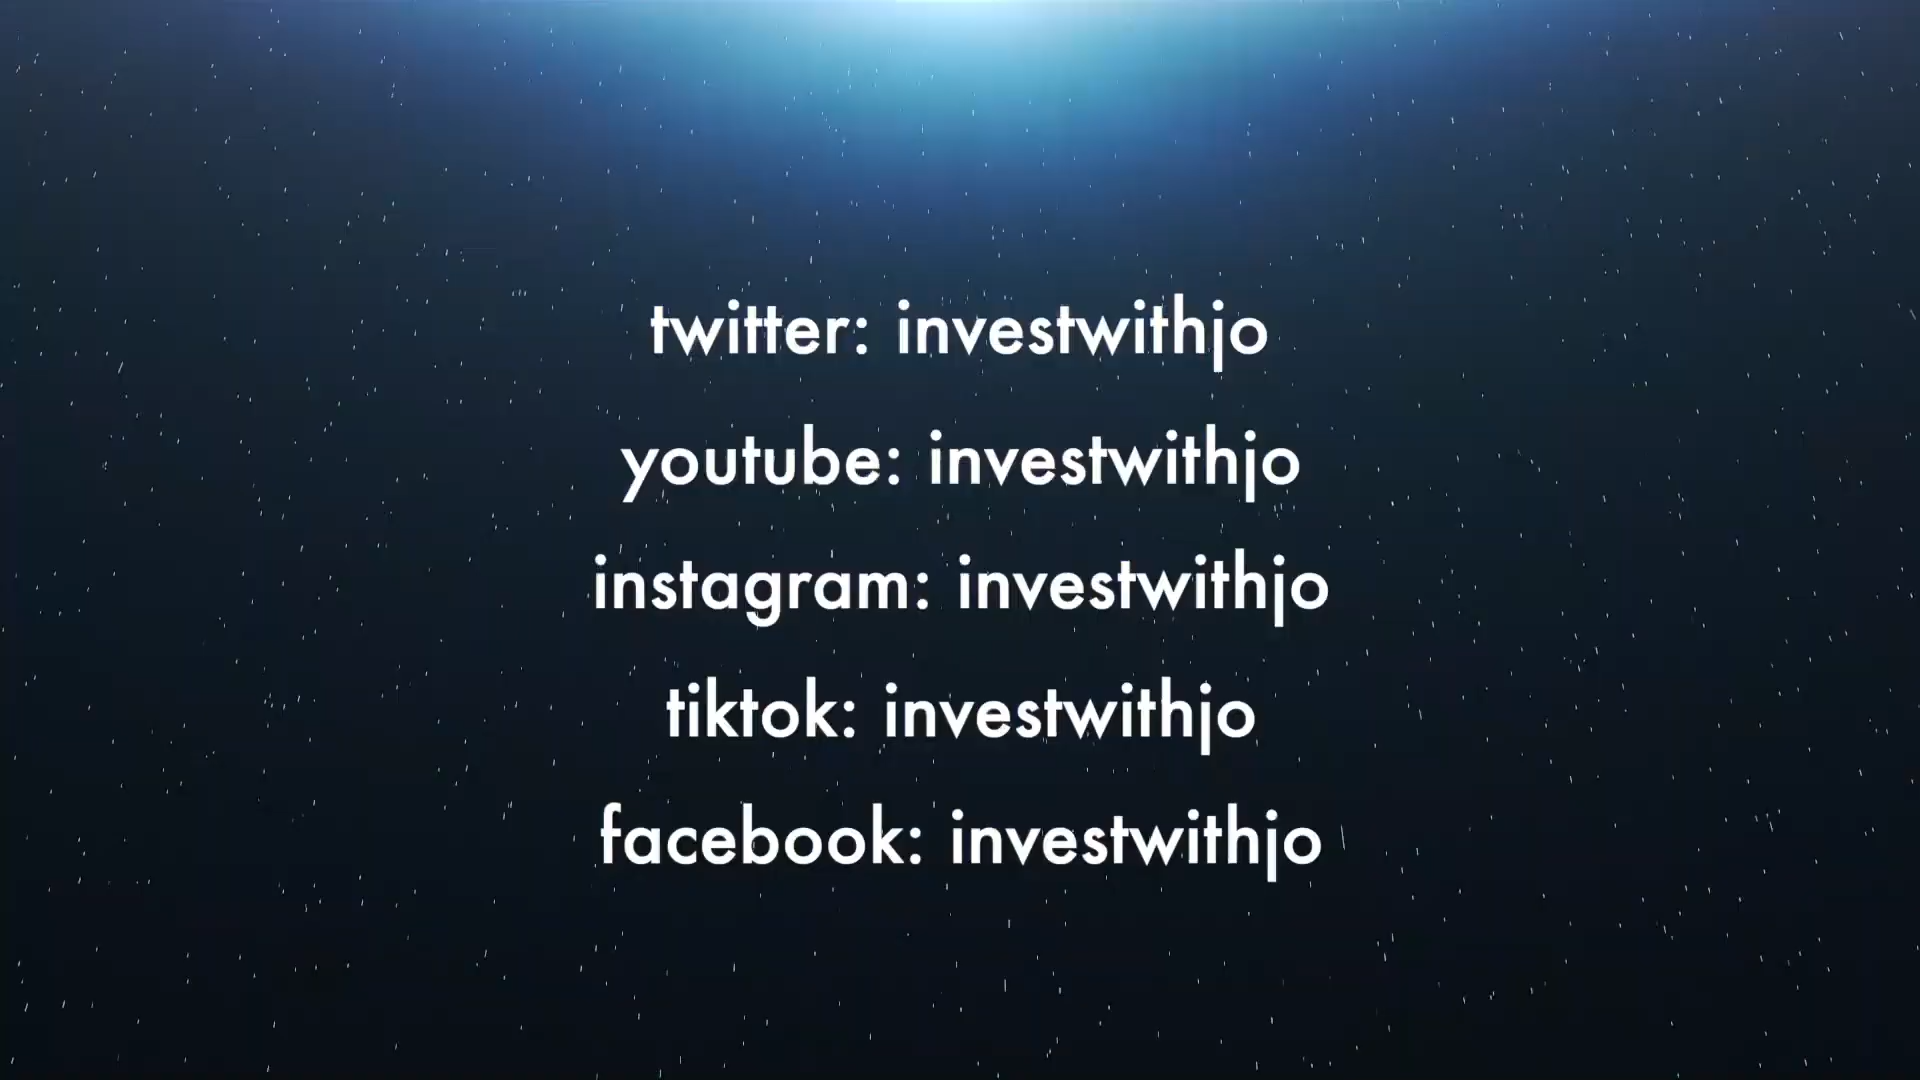 twitter: investwithjo
youtube: investwithjo
instagram: investwithjo
tiktok: investwithjo
facebook: investwithjo